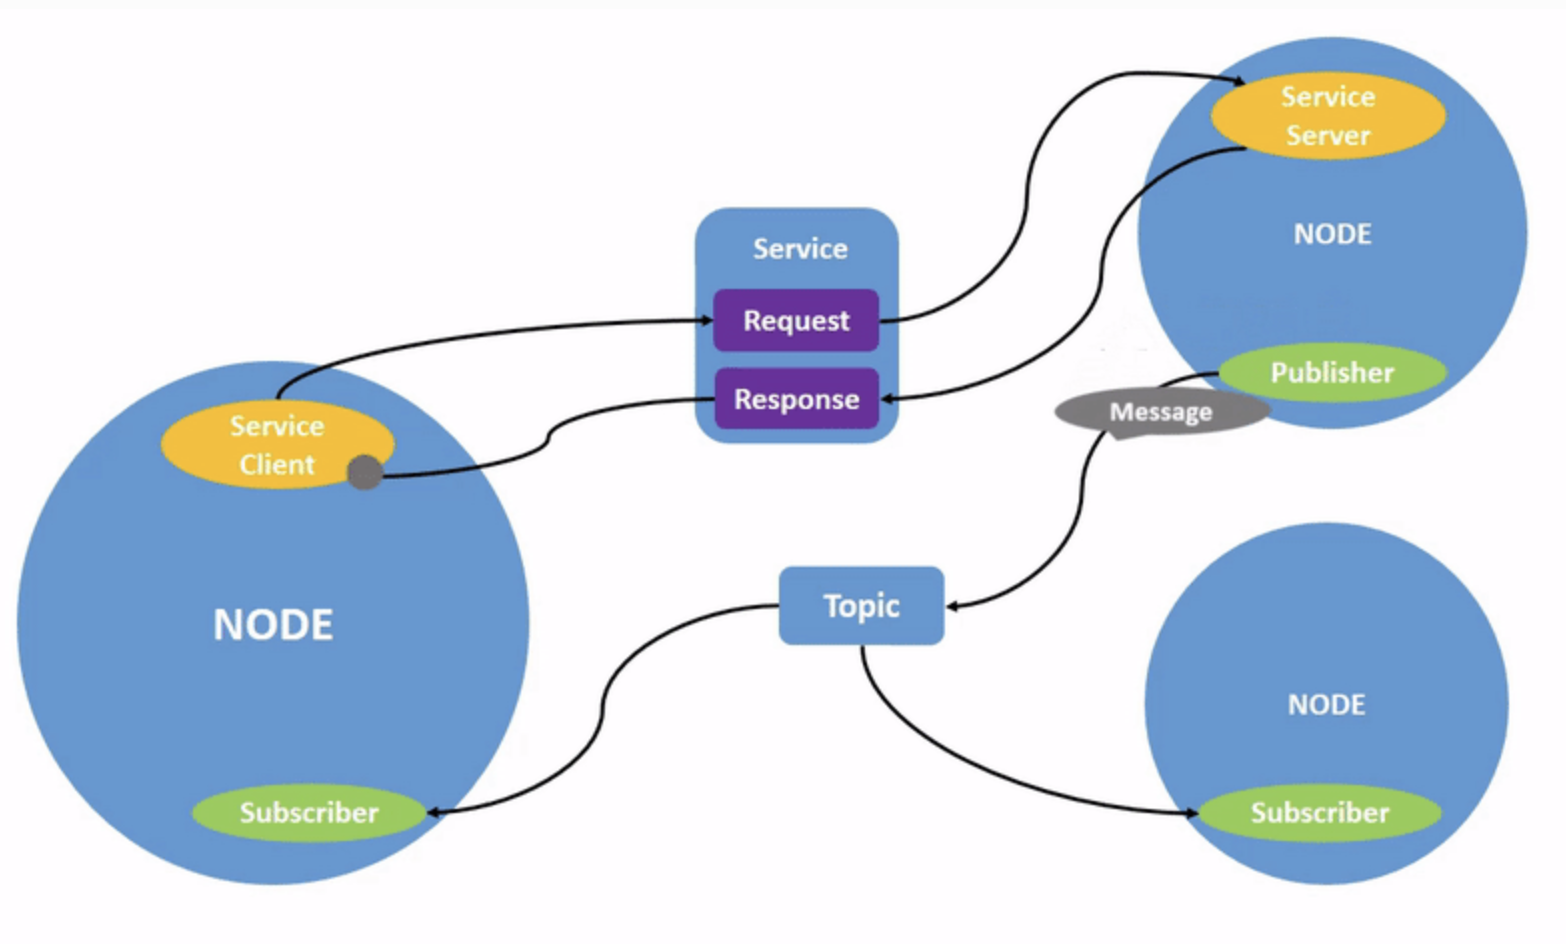 Service
Server
NODE
Service
Request
Response
Publisher
Message
Service
Client
NODE
Topic
NODE
Subscriber
Subscriber